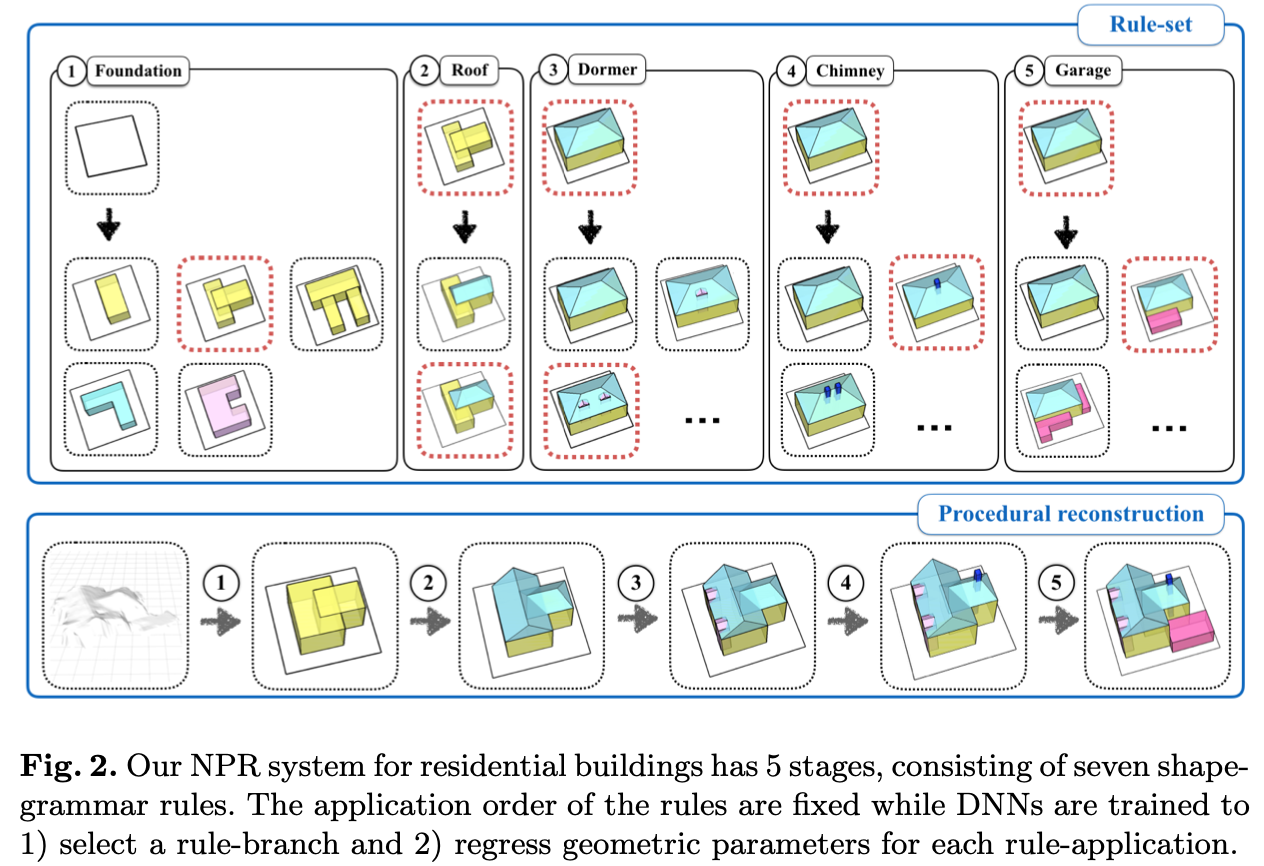 Rule-set
1 Foundation
2 Roof
3 Dormer
4 Chimney
5 Garage
...
...
...
Procedural reconstruction
1
2
3
4
5
Fig. 2. Our NPR system for residential buildings has 5 stages, consisting of seven shape-
grammar rules. The application order of the rules are fixed while DNNs are trained to
1) select a rule-branch and 2) regress geometric parameters for each rule-application.